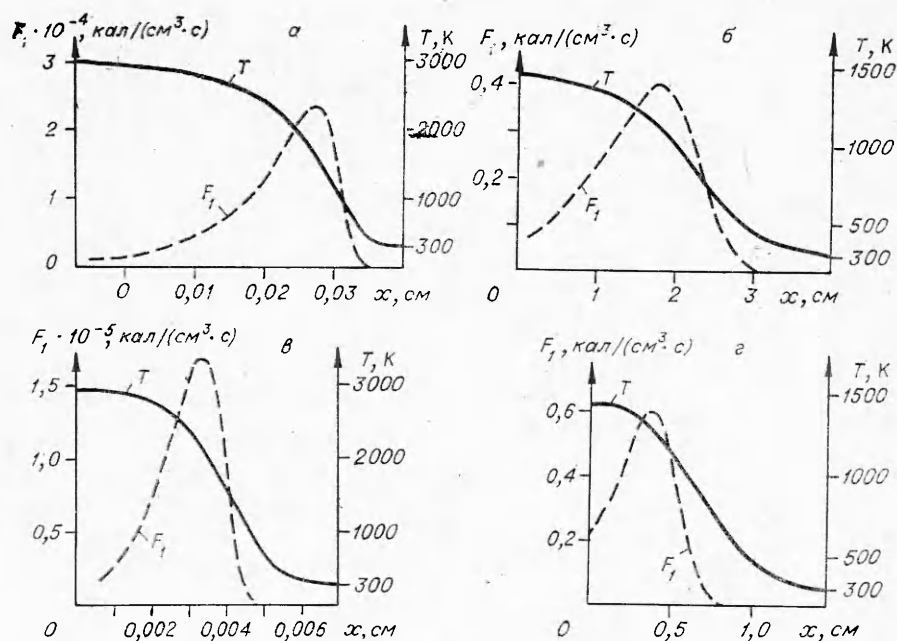 F₁ · 10⁻⁴, кал/(см³· с) а T, К
3 T 3000
2 2000
1 F₁ 1000
0 300
0 0,01 0,02 0,03 x, см
F₁, кал/(см³· с) б T, К
0,4 T 1500
1000
0,2 F₁ 500
300
0 1 2 3 x, см
F₁ · 10⁻⁵, кал/(см³· с) в T, К
1,5 T 3000
1,0 2000
0,5 F₁ 1000
300
0 0,002 0,004 0,006 x, см
F₁, кал/(см³· с) г T, К
0,6 T 1500
0,4 1000
0,2 F₁ 500
300
0 0,5 1,0 x, см